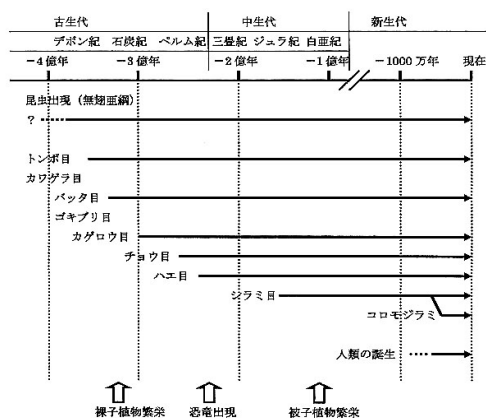 古生代 中生代 新生代
デボン紀 石炭紀 ペルム紀 三畳紀 ジュラ紀 白亜紀
−4億年 −3億年 −2億年 −1億年 −1000万年 現在
昆虫出現（無翅亜綱）
？
トンボ目
カワゲラ目
バッタ目
ゴキブリ目
カゲロウ目
チョウ目
ハエ目
シラミ目
コロモジラミ
人類の誕生
裸子植物繁栄 恐竜出現 被子植物繁栄